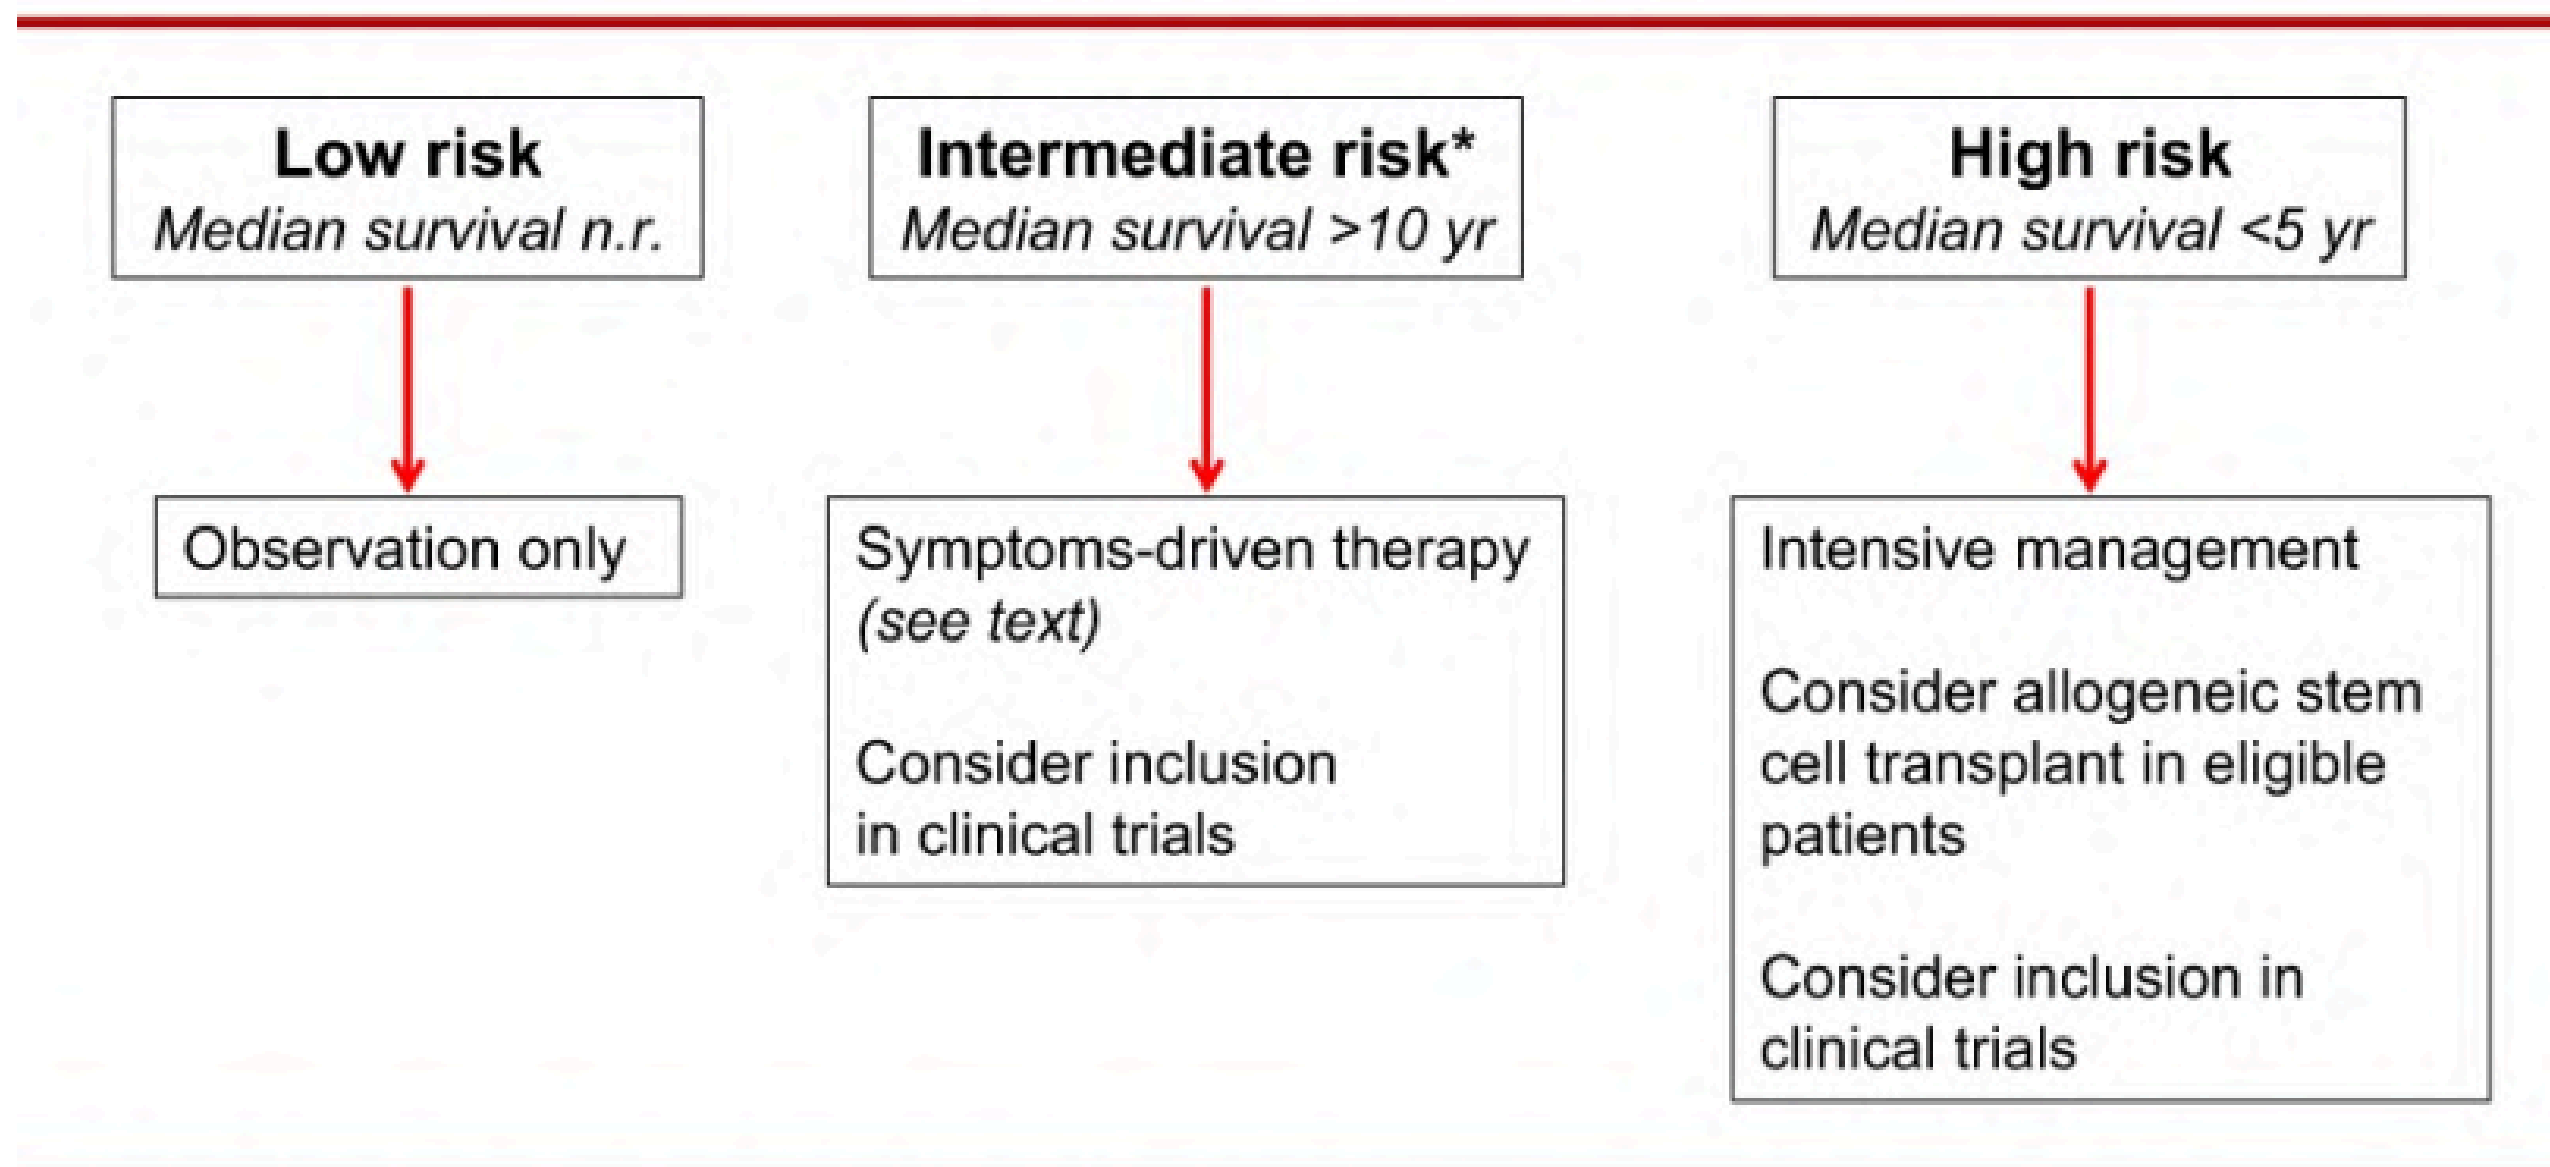 Low risk
Median survival n.r.
Intermediate risk*
Median survival >10 yr
High risk
Median survival <5 yr
Observation only
Symptoms-driven therapy
(see text)
Consider inclusion
in clinical trials
Intensive management
Consider allogeneic stem
cell transplant in eligible
patients
Consider inclusion in
clinical trials